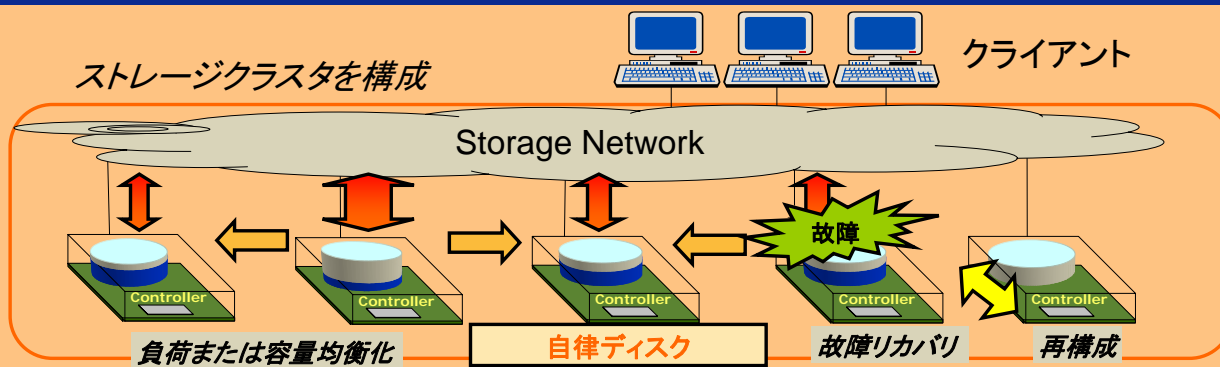 クライアント
ストレージクラスタを構成
Storage Network
故障
Controller
Controller
Controller
Controller
Controller
負荷または容量均衡化
自律ディスク
故障リカバリ
再構成